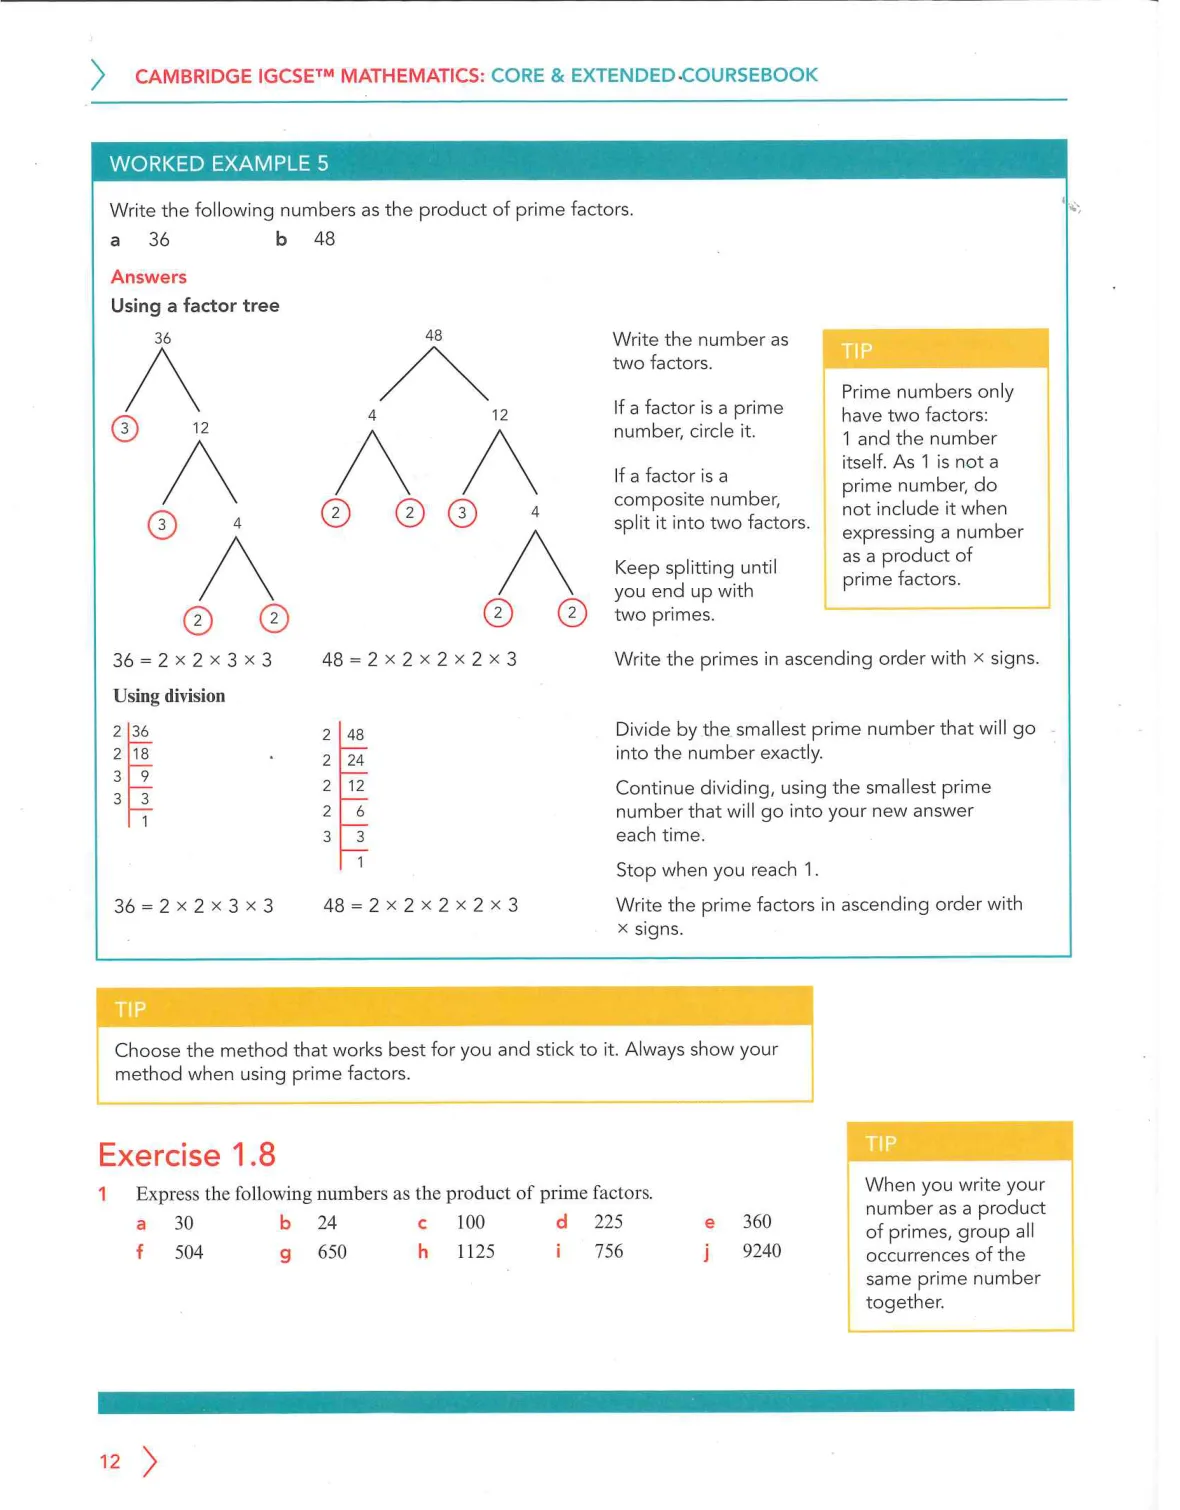 CAMBRIDGE IGCSE™ MATHEMATICS: CORE & EXTENDED COURSEBOOK
WORKED EXAMPLE 5
Write the following numbers as the product of prime factors.
a 36 b 48
Answers
Using a factor tree
36
3 12
3 4
2 2
48
4 12
2 2 3 4
2 2
Write the number as
two factors.
If a factor is a prime
number, circle it.
If a factor is a
composite number,
split it into two factors.
Keep splitting until
you end up with
two primes.
TIP
Prime numbers only
have two factors:
1 and the number
itself. As 1 is not a
prime number, do
not include it when
expressing a number
as a product of
prime factors.
36 = 2 × 2 × 3 × 3 48 = 2 × 2 × 2 × 2 × 3 Write the primes in ascending order with × signs.
Using division
2 36
2 18
3 9
3 3
1
2 48
2 24
2 12
2 6
3 3
1
Divide by the smallest prime number that will go
into the number exactly.
Continue dividing, using the smallest prime
number that will go into your new answer
each time.
Stop when you reach 1.
36 = 2 × 2 × 3 × 3 48 = 2 × 2 × 2 × 2 × 3 Write the prime factors in ascending order with
× signs.
TIP
Choose the method that works best for you and stick to it. Always show your
method when using prime factors.
Exercise 1.8
1 Express the following numbers as the product of prime factors.
a 30 b 24 c 100 d 225 e 360
f 504 g 650 h 1125 i 756 j 9240
TIP
When you write your
number as a product
of primes, group all
occurrences of the
same prime number
together.
12